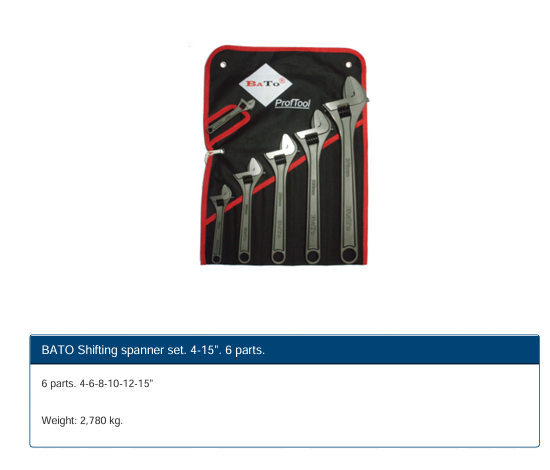 BATO®
ProfTool
BATO Shifting spanner set. 4-15". 6 parts.
6 parts. 4-6-8-10-12-15"
Weight: 2,780 kg.